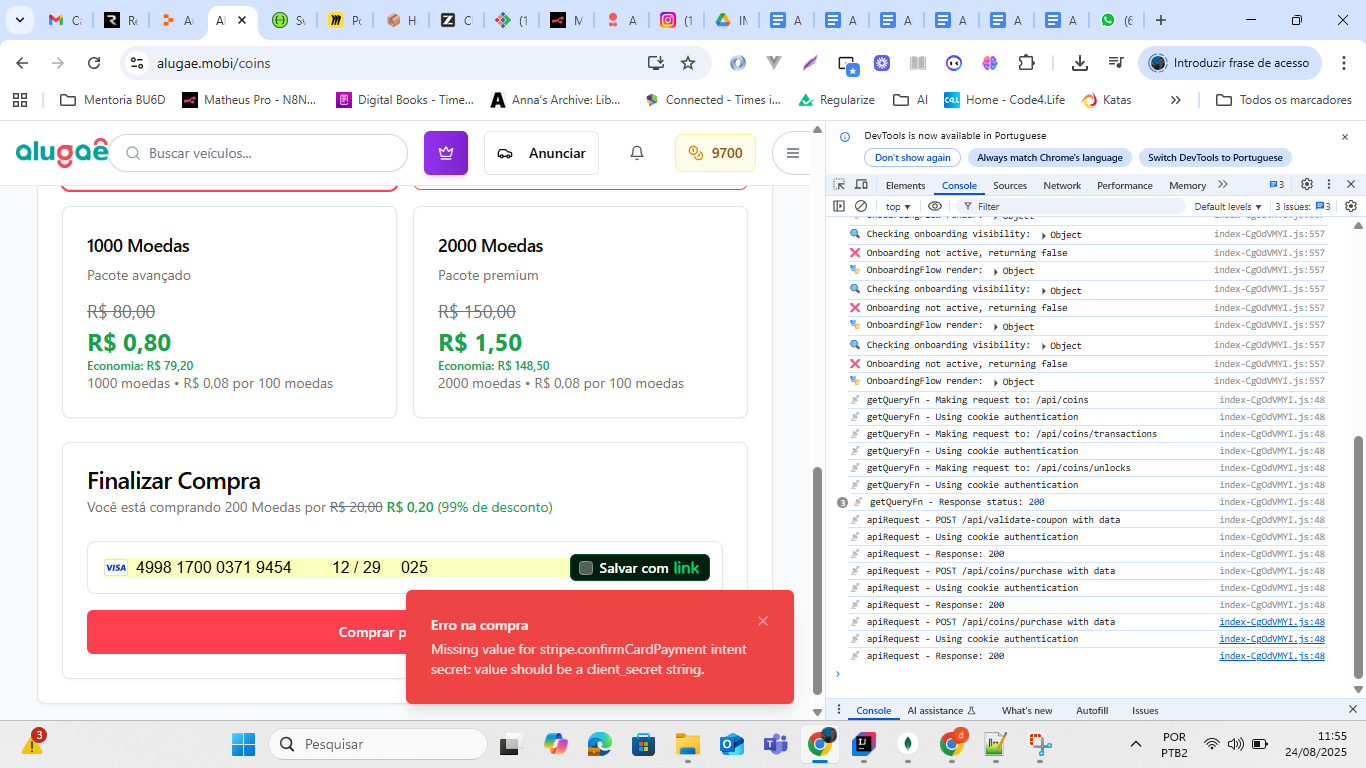 Ca
Re
Ac
Al
Sv
Po
Ha
Cl
(1
M
A
(1
IM
A
A
A
A
A
A
(6
alugae.mobi/coins
Introduzir frase de acesso
Mentoria BU6D
Matheus Pro - N8N...
Digital Books - Time...
Anna's Archive: Lib...
Connected - Times i...
Regularize
AI
Home - Code4.Life
Katas
Todos os marcadores
alugaê
Buscar veículos...
Anunciar
9700
1000 Moedas
Pacote avançado
R$ 80,00
R$ 0,80
Economia: R$ 79,20
1000 moedas • R$ 0,08 por 100 moedas
2000 Moedas
Pacote premium
R$ 150,00
R$ 1,50
Economia: R$ 148,50
2000 moedas • R$ 0,08 por 100 moedas
Finalizar Compra
Você está comprando 200 Moedas por R$ 20,00 R$ 0,20 (99% de desconto)
VISA 4998 1700 0371 9454 12 / 29 025 Salvar com link
Comprar p
Erro na compra
Missing value for stripe.confirmCardPayment intent
secret: value should be a client_secret string.
DevTools is now available in Portuguese
Don't show again
Always match Chrome's language
Switch DevTools to Portuguese
Elements
Console
Sources
Network
Performance
Memory
3
top
Filter
Default levels
3 Issues: 3
OnboardingFlow render: Object index-CgOdVMYI.js:557
Checking onboarding visibility: Object index-CgOdVMYI.js:557
Onboarding not active, returning false index-CgOdVMYI.js:557
OnboardingFlow render: Object index-CgOdVMYI.js:557
Checking onboarding visibility: Object index-CgOdVMYI.js:557
Onboarding not active, returning false index-CgOdVMYI.js:557
OnboardingFlow render: Object index-CgOdVMYI.js:557
Checking onboarding visibility: Object index-CgOdVMYI.js:557
Onboarding not active, returning false index-CgOdVMYI.js:557
OnboardingFlow render: Object index-CgOdVMYI.js:557
getQueryFn - Making request to: /api/coins index-CgOdVMYI.js:48
getQueryFn - Using cookie authentication index-CgOdVMYI.js:48
getQueryFn - Making request to: /api/coins/transactions index-CgOdVMYI.js:48
getQueryFn - Using cookie authentication index-CgOdVMYI.js:48
getQueryFn - Making request to: /api/coins/unlocks index-CgOdVMYI.js:48
getQueryFn - Using cookie authentication index-CgOdVMYI.js:48
3 getQueryFn - Response status: 200 index-CgOdVMYI.js:48
apiRequest - POST /api/validate-coupon with data index-CgOdVMYI.js:48
apiRequest - Using cookie authentication index-CgOdVMYI.js:48
apiRequest - Response: 200 index-CgOdVMYI.js:48
apiRequest - POST /api/coins/purchase with data index-CgOdVMYI.js:48
apiRequest - Using cookie authentication index-CgOdVMYI.js:48
apiRequest - Response: 200 index-CgOdVMYI.js:48
apiRequest - POST /api/coins/purchase with data index-CgOdVMYI.js:48
apiRequest - Using cookie authentication index-CgOdVMYI.js:48
apiRequest - Response: 200 index-CgOdVMYI.js:48
Console
AI assistance
What's new
Autofill
Issues
3
Pesquisar
POR
PTB2
11:55
24/08/2025